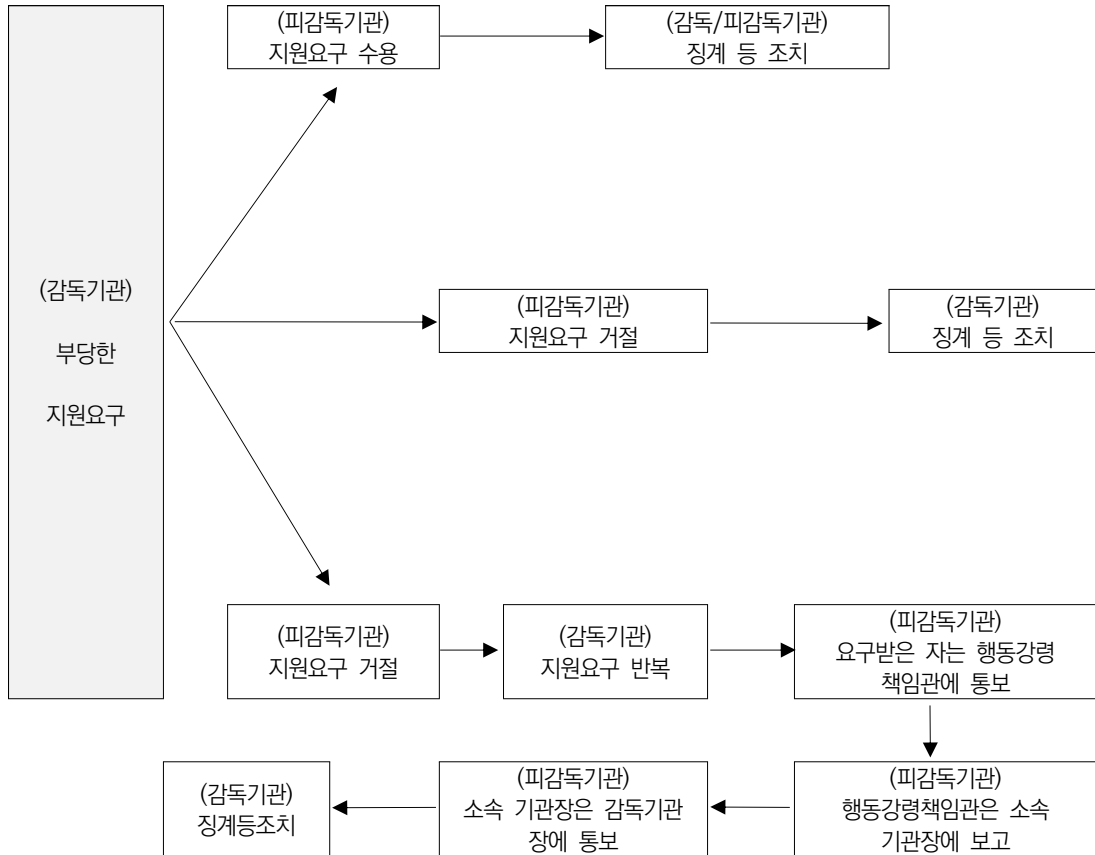 (피감독기관)
지원요구 수용
(감독/피감독기관)
징계 등 조치
(감독기관)
부당한
지원요구
(피감독기관)
지원요구 거절
(감독기관)
징계 등 조치
(피감독기관)
지원요구 거절
(감독기관)
지원요구 반복
(피감독기관)
요구받은 자는 행동강령
책임관에 통보
(피감독기관)
행동강령책임관은 소속
기관장에 보고
(피감독기관)
소속 기관장은 감독기관
장에 통보
(감독기관)
징계등조치